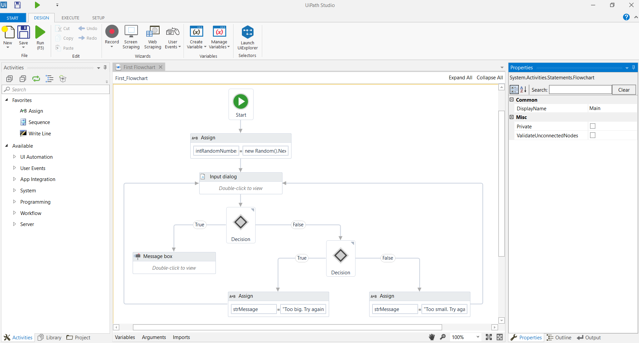 UiPath Studio
START DESIGN EXECUTE SETUP
New Save Run (F5)
File
Cut Undo
Copy Redo
Paste
Edit
Record Screen Scraping Web Scraping User Events
Wizards
Create Variable Manage Variables
Variables
Launch UiExplorer
Selectors
Activities
Search
Favorites
Assign
Sequence
Write Line
Available
UI Automation
User Events
App Integration
System
Programming
Workflow
Server
Activities Library Project
First Flowchart
First_Flowchart Expand All Collapse All
Start
Assign
intRandomNumbe = new Random().Nex
Input dialog
Double-click to view
True Decision False
Message box
Double-click to view
True Decision False
Assign
strMessage = "Too big. Try again
Assign
strMessage = "Too small. Try aga
Variables Arguments Imports 100%
Properties
System.Activities.Statements.Flowchart
Search: Clear
Common
DisplayName Main
Misc
Private
ValidateUnconnectedNodes
Properties Outline Output